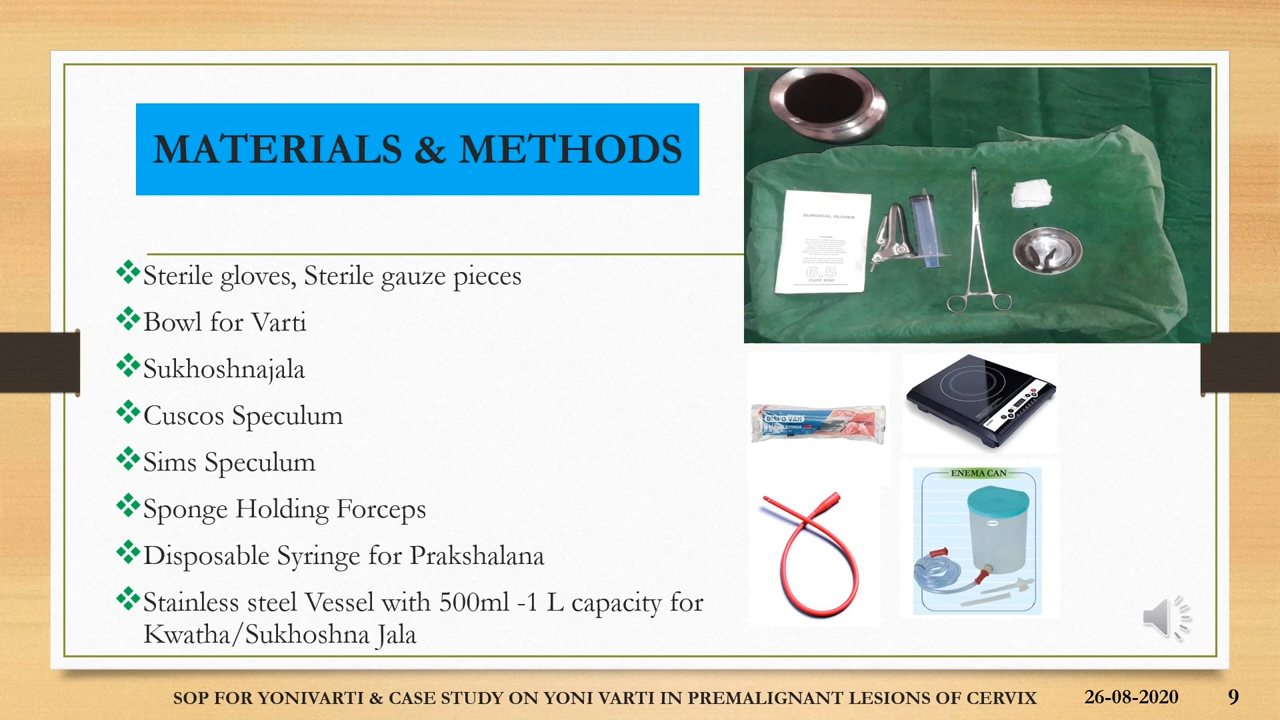 MATERIALS & METHODS
Sterile gloves, Sterile gauze pieces
Bowl for Varti
Sukhoshnajala
Cuscos Speculum
Sims Speculum
Sponge Holding Forceps
Disposable Syringe for Prakshalana
Stainless steel Vessel with 500ml -1 L capacity for
Kwatha/Sukhoshna Jala
SURGICAL GLOVES
6.5
CUFF END
ENEMA CAN
SOP FOR YONIVARTI & CASE STUDY ON YONI VARTI IN PREMALIGNANT LESIONS OF CERVIX
26-08-2020
9